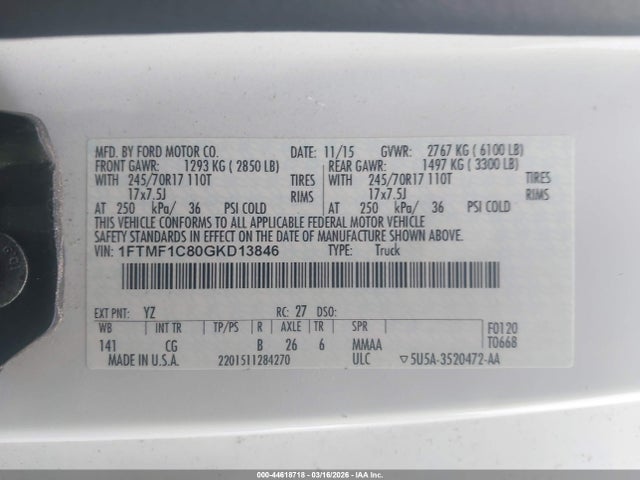 MFD. BY FORD MOTOR CO. DATE: 11/15 GVWR: 2767 KG ( 6100 LB)
FRONT GAWR: 1293 KG ( 2850 LB) REAR GAWR: 1497 KG ( 3300 LB)
WITH 245/70R17 110T TIRES WITH 245/70R17 110T TIRES
17x7.5J RIMS 17x7.5J RIMS
AT 250 kPa/ 36 PSI COLD AT 250 kPa/ 36 PSI COLD
THIS VEHICLE CONFORMS TO ALL APPLICABLE FEDERAL MOTOR VEHICLE
SAFETY STANDARDS IN EFFECT ON THE DATE OF MANUFACTURE SHOWN ABOVE.
VIN: 1FTMF1C80GKD13846 TYPE: Truck
EXT PNT: YZ RC: 27 DSO:
WB INT TR TP/PS R AXLE TR SPR F0120
141 CG B 26 6 MMAA T0668
MADE IN U.S.A. 2201511284270 ULC ▽5U5A-3520472-AA
000-44618718 - 03/16/2026 - IAAI, Inc.